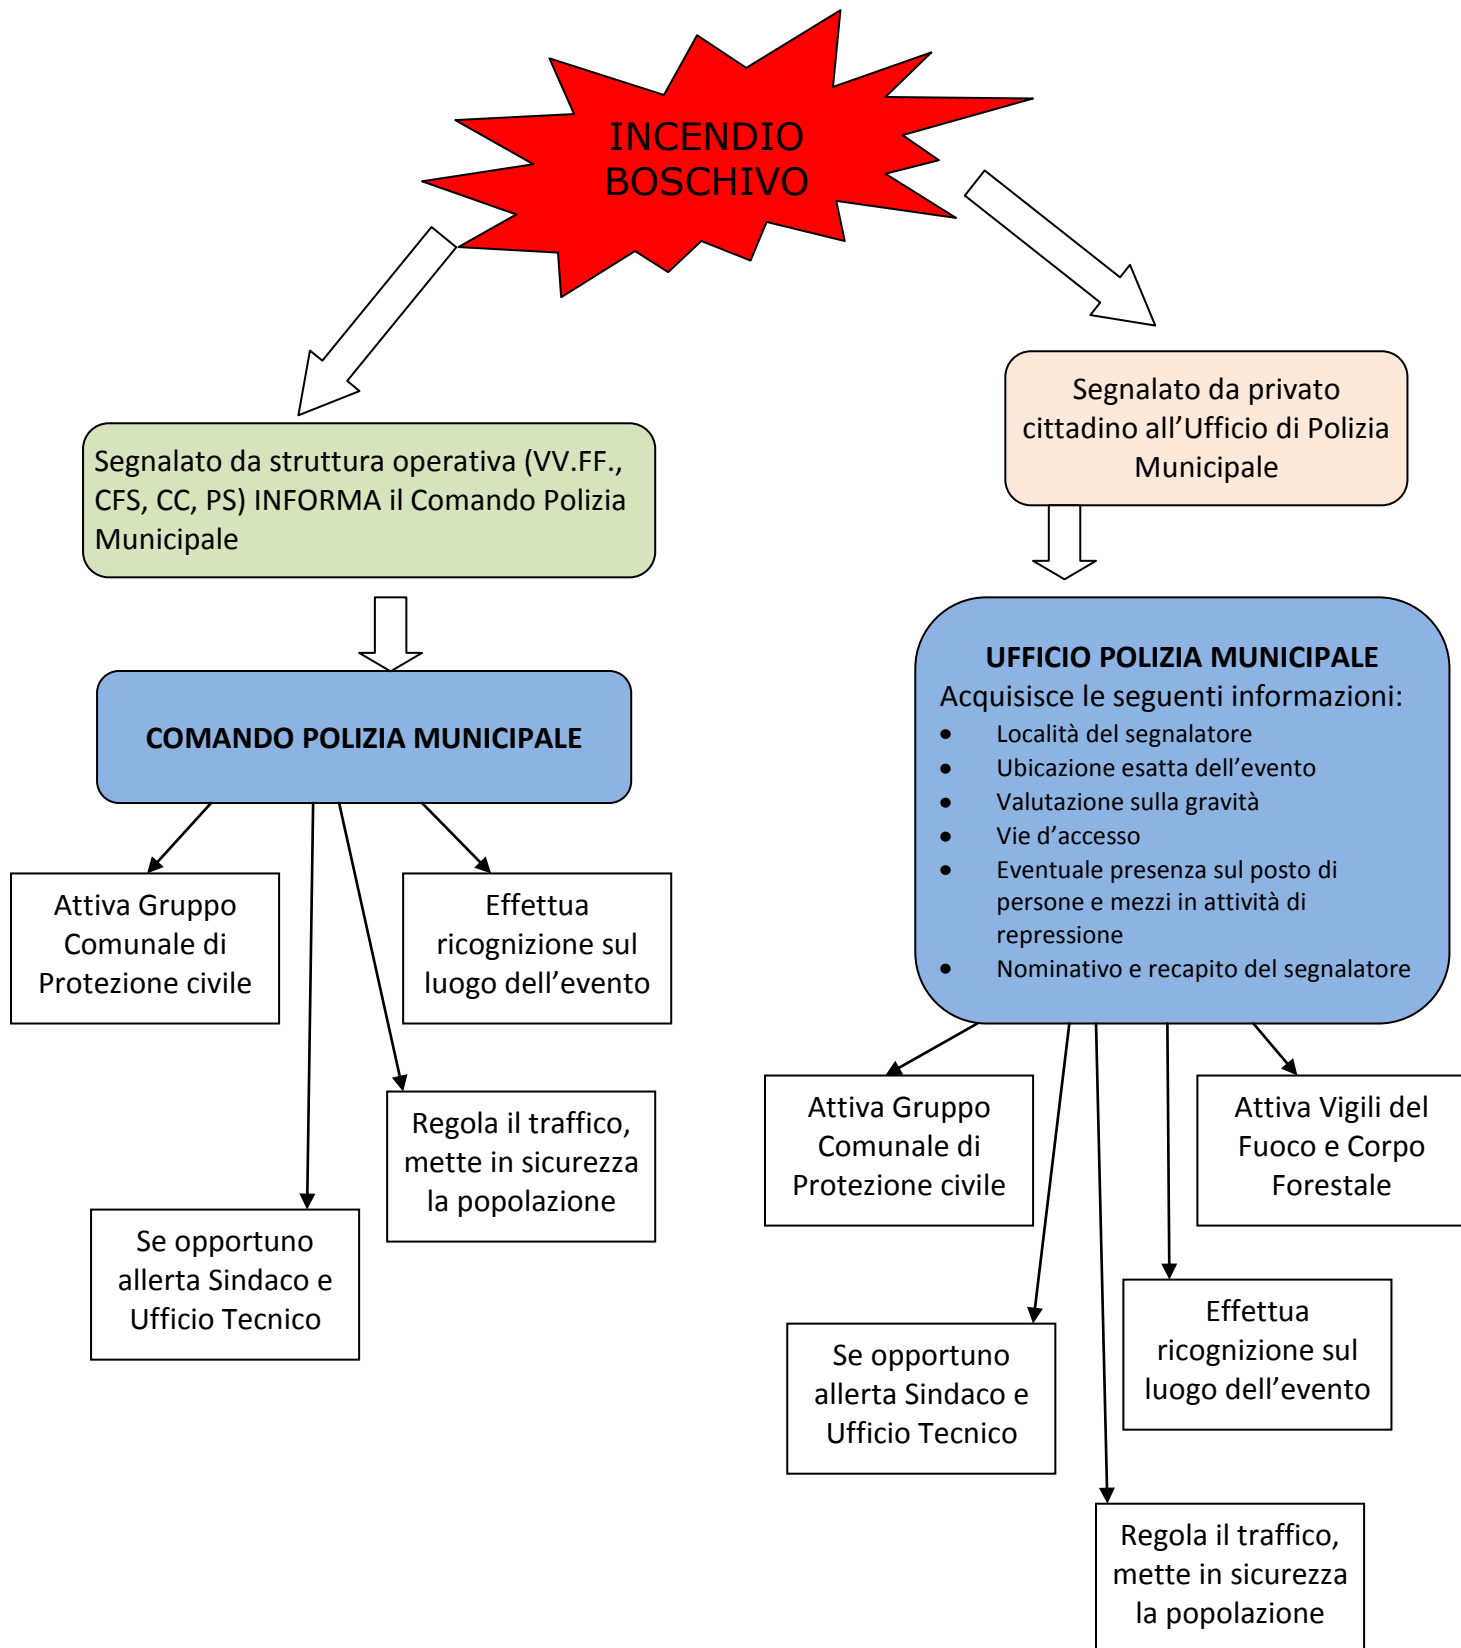 INCENDIO
BOSCHIVO
Segnalato da struttura operativa (VV.FF.,
CFS, CC, PS) INFORMA il Comando Polizia
Municipale
COMANDO POLIZIA MUNICIPALE
Attiva Gruppo
Comunale di
Protezione civile
Effettua
ricognizione sul
luogo dell’evento
Regola il traffico,
mette in sicurezza
la popolazione
Se opportuno
allerta Sindaco e
Ufficio Tecnico
Segnalato da privato
cittadino all’Ufficio di Polizia
Municipale
UFFICIO POLIZIA MUNICIPALE
Acquisisce le seguenti informazioni:
• Località del segnalatore
• Ubicazione esatta dell’evento
• Valutazione sulla gravità
• Vie d’accesso
• Eventuale presenza sul posto di
persone e mezzi in attività di
repressione
• Nominativo e recapito del segnalatore
Attiva Gruppo
Comunale di
Protezione civile
Attiva Vigili del
Fuoco e Corpo
Forestale
Effettua
ricognizione sul
luogo dell’evento
Se opportuno
allerta Sindaco e
Ufficio Tecnico
Regola il traffico,
mette in sicurezza
la popolazione